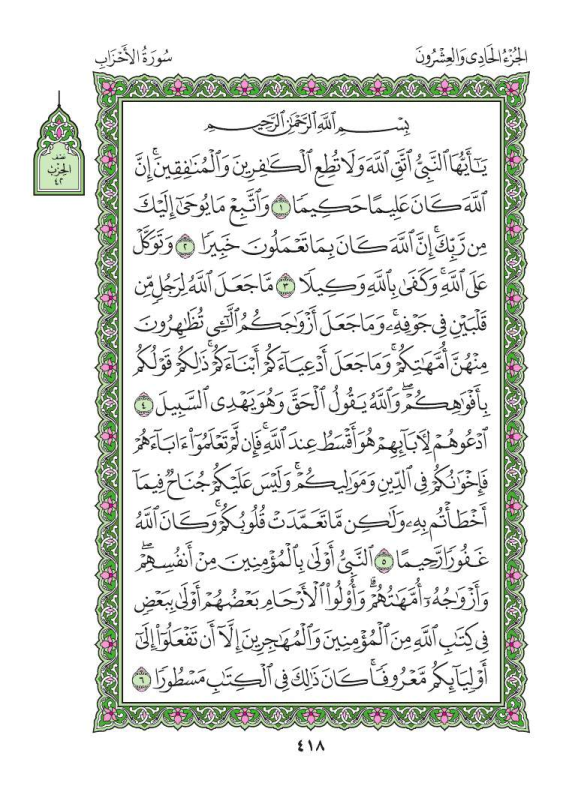 الجُزْءُ الحَادِي وَالعِشْرُونَ
سُورَةُ الأَحْزَابِ
نصف
الحِزب
٤٢
بِسْمِ ٱللَّهِ ٱلرَّحْمَٰنِ ٱلرَّحِيمِ
يَٰٓأَيُّهَا ٱلنَّبِيُّ ٱتَّقِ ٱللَّهَ وَلَا تُطِعِ ٱلْكَٰفِرِينَ وَٱلْمُنَٰفِقِينَۚ إِنَّ
ٱللَّهَ كَانَ عَلِيمًا حَكِيمًا ١ وَٱتَّبِعْ مَا يُوحَىٰٓ إِلَيْكَ
مِن رَّبِّكَۚ إِنَّ ٱللَّهَ كَانَ بِمَا تَعْمَلُونَ خَبِيرًا ٢ وَتَوَكَّلْ
عَلَى ٱللَّهِۚ وَكَفَىٰ بِٱللَّهِ وَكِيلًا ٣ مَّا جَعَلَ ٱللَّهُ لِرَجُلٍ مِّن
قَلْبَيْنِ فِي جَوْفِهِۦۚ وَمَا جَعَلَ أَزْوَٰجَكُمُ ٱلَّٰٓـِٔي تُظَٰهِرُونَ
مِنْهُنَّ أُمَّهَٰتِكُمْۚ وَمَا جَعَلَ أَدْعِيَآءَكُمْ أَبْنَآءَكُمْۚ ذَٰلِكُمْ قَوْلُكُم
بِأَفْوَٰهِكُمْۖ وَٱللَّهُ يَقُولُ ٱلْحَقَّ وَهُوَ يَهْدِي ٱلسَّبِيلَ ٤
ٱدْعُوهُمْ لِأٓبَآئِهِمْ هُوَ أَقْسَطُ عِندَ ٱللَّهِۚ فَإِن لَّمْ تَعْلَمُوٓا۟ ءَابَآءَهُمْ
فَإِخْوَٰنُكُمْ فِي ٱلدِّينِ وَمَوَٰلِيكُمْۚ وَلَيْسَ عَلَيْكُمْ جُنَاحٌ فِيمَآ
أَخْطَأْتُم بِهِۦ وَلَٰكِن مَّا تَعَمَّدَتْ قُلُوبُكُمْۚ وَكَانَ ٱللَّهُ
غَفُورًا رَّحِيمًا ٥ ٱلنَّبِيُّ أَوْلَىٰ بِٱلْمُؤْمِنِينَ مِنْ أَنفُسِهِمْۖ
وَأَزْوَٰجُهُۥٓ أُمَّهَٰتُهُمْۗ وَأُو۟لُوا۟ ٱلْأَرْحَامِ بَعْضُهُمْ أَوْلَىٰ بِبَعْضٍ
فِي كِتَٰبِ ٱللَّهِ مِنَ ٱلْمُؤْمِنِينَ وَٱلْمُهَٰجِرِينَ إِلَّآ أَن تَفْعَلُوٓا۟ إِلَىٰٓ
أَوْلِيَآئِكُم مَّعْرُوفًاۚ كَانَ ذَٰلِكَ فِي ٱلْكِتَٰبِ مَسْطُورًا ٦
٤١٨